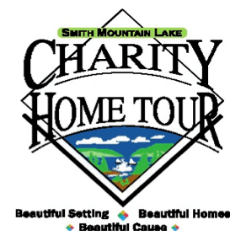 SMITH MOUNTAIN LAKE
CHARITY
HOME TOUR
Beautiful Setting Beautiful Homes
Beautiful Cause